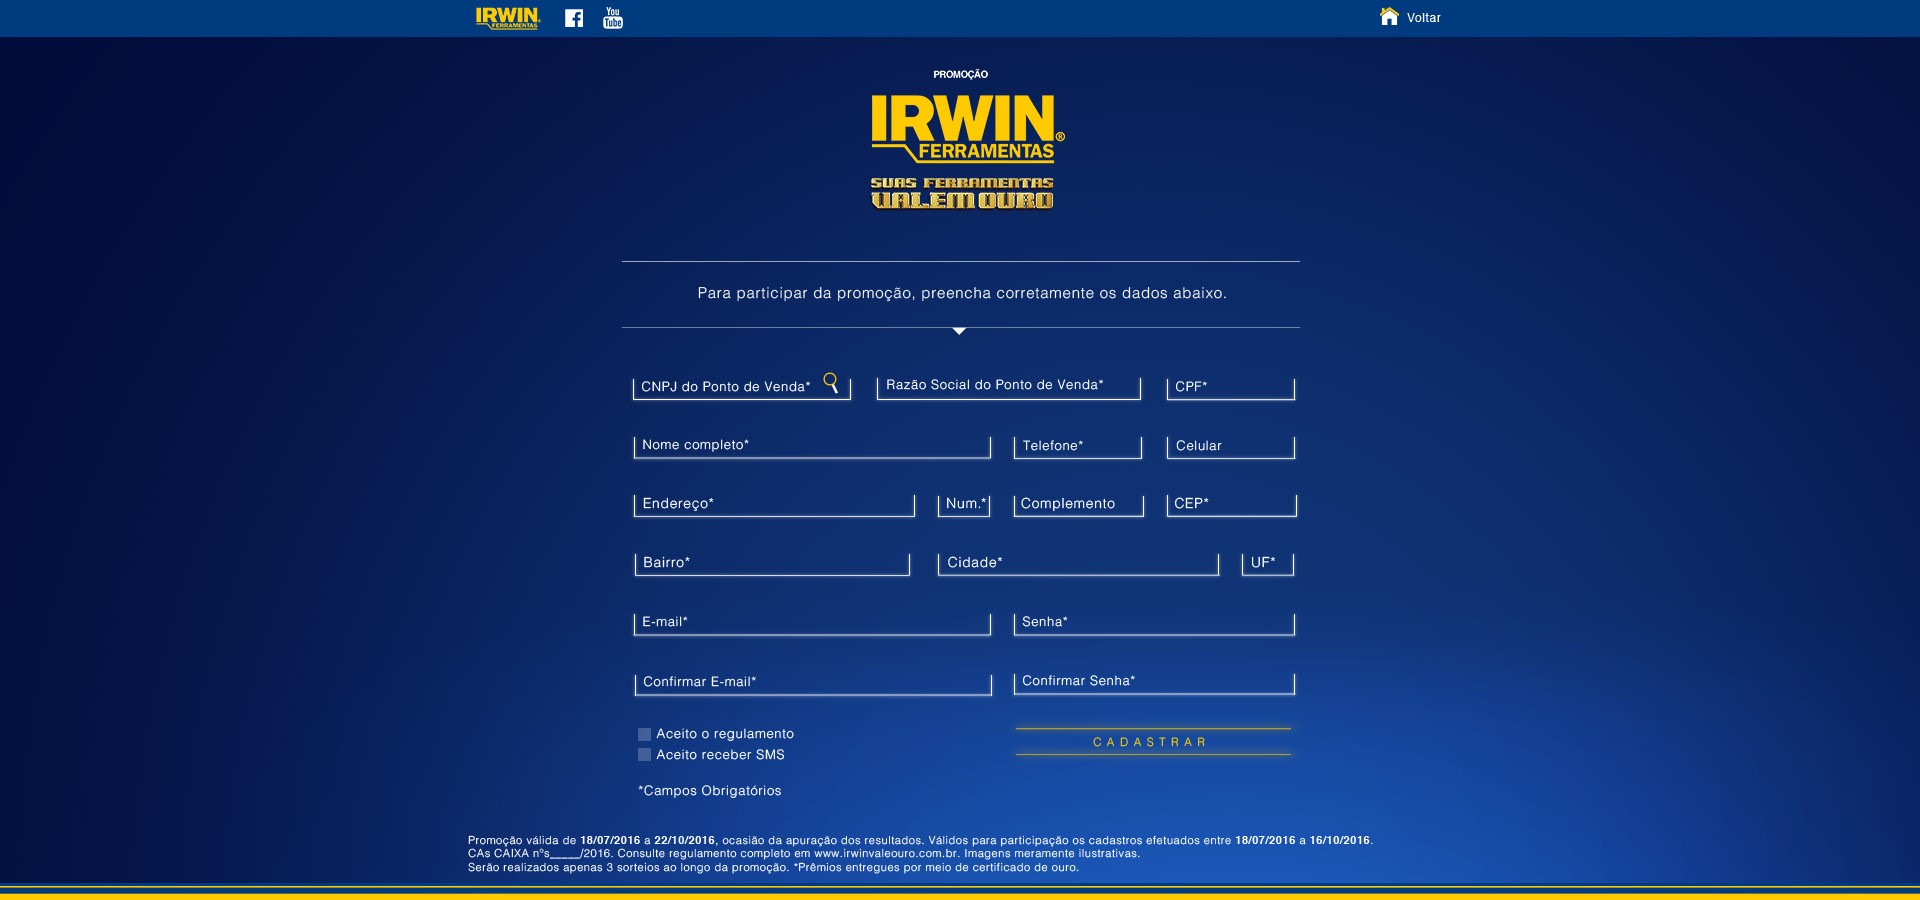 IRWIN
FERRAMENTAS
You
Tube
Voltar
PROMOÇÃO
IRWIN®
FERRAMENTAS
SUAS FERRAMENTAS
VALEM OURO
Para participar da promoção, preencha corretamente os dados abaixo.
CNPJ do Ponto de Venda* Razão Social do Ponto de Venda* CPF*
Nome completo* Telefone* Celular
Endereço* Num.* Complemento CEP*
Bairro* Cidade* UF*
E-mail* Senha*
Confirmar E-mail* Confirmar Senha*
Aceito o regulamento
CADASTRAR
Aceito receber SMS
*Campos Obrigatórios
Promoção válida de 18/07/2016 a 22/10/2016, ocasião da apuração dos resultados. Válidos para participação os cadastros efetuados entre 18/07/2016 a 16/10/2016.
CAs CAIXA nºs_____/2016. Consulte regulamento completo em www.irwinvaleouro.com.br. Imagens meramente ilustrativas.
Serão realizados apenas 3 sorteios ao longo da promoção. *Prêmios entregues por meio de certificado de ouro.